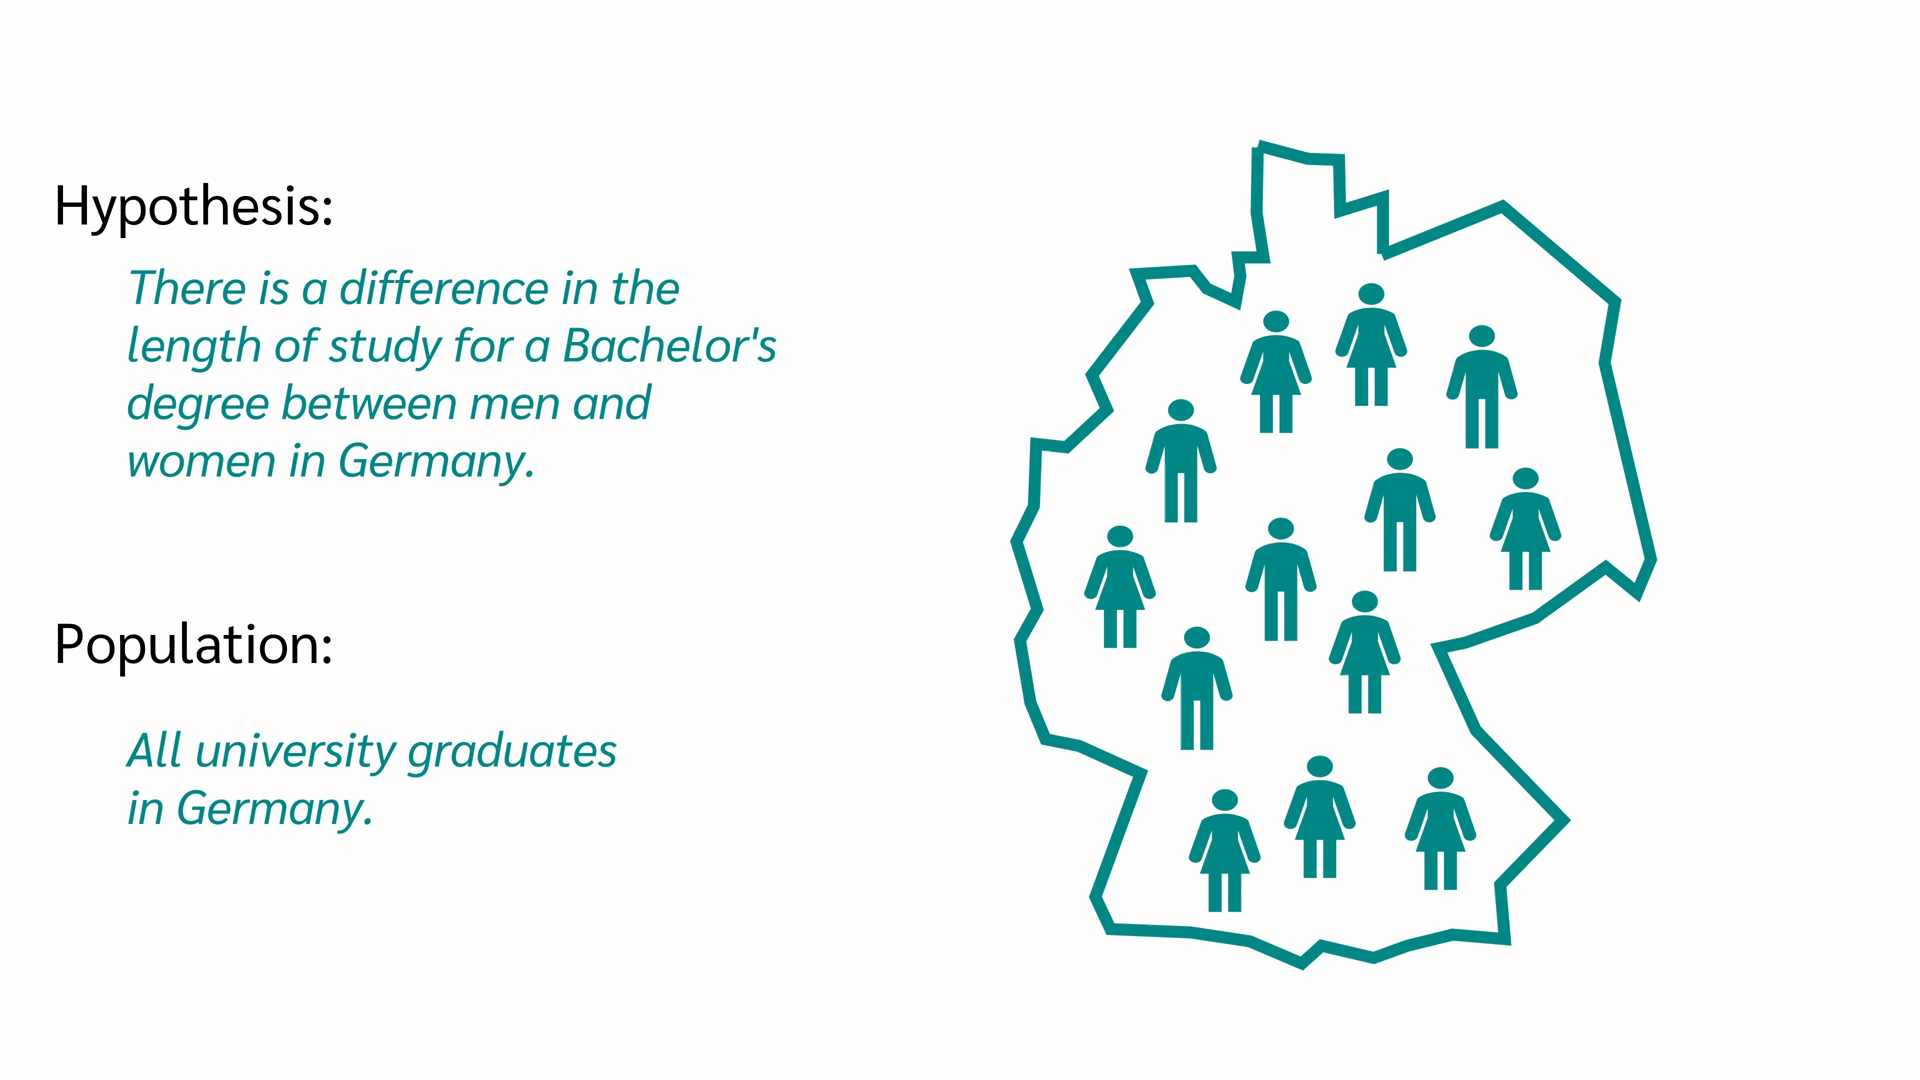 Hypothesis:
There is a difference in the
length of study for a Bachelor's
degree between men and
women in Germany.
Population:
All university graduates
in Germany.